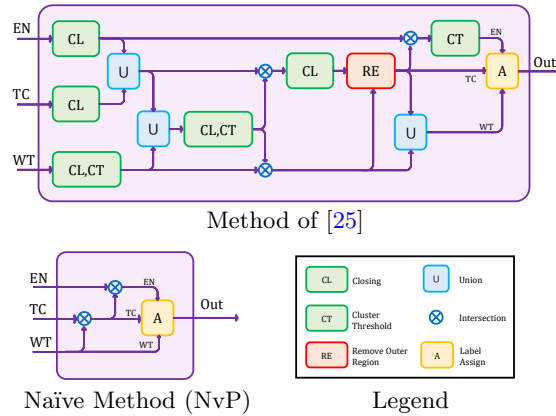 EN CL CT EN
U
TC CL CL RE TC A Out
U CL,CT U WT
WT CL,CT
Method of [25]
EN EN
TC TC A Out
WT WT
Naïve Method (NvP)
CL Closing U Union
CT Cluster Threshold Intersection
RE Remove Outer Region A Label Assign
Legend